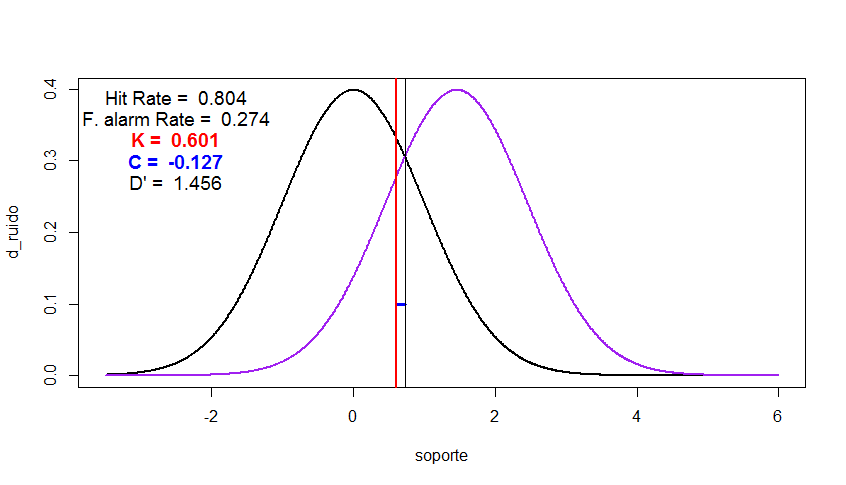 Hit Rate = 0.804
F. alarm Rate = 0.274
K = 0.601
C = -0.127
D' = 1.456
d_ruido
0.4
0.3
0.2
0.1
0.0
-2 0 2 4 6
soporte